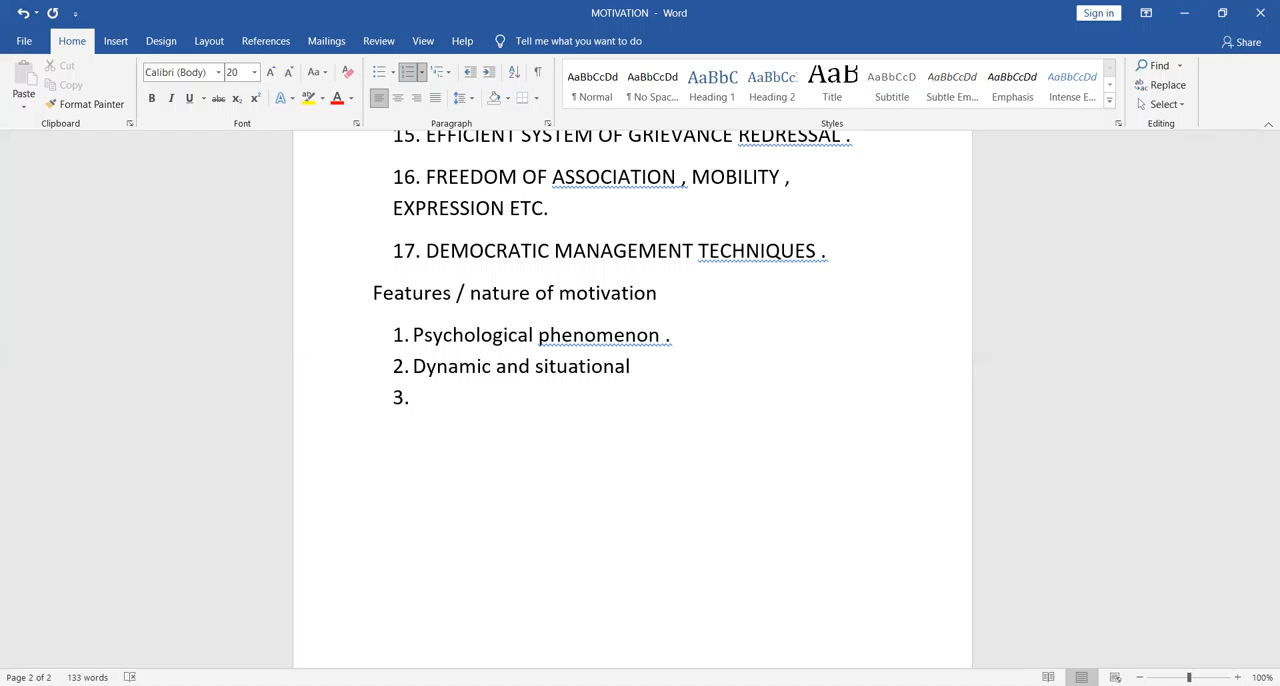 MOTIVATION - Word
Sign in
File Home Insert Design Layout References Mailings Review View Help Tell me what you want to do Share
Paste Cut Copy Format Painter
Calibri (Body) 20 Aa
B I U abc X₂ X² A A
AaBbCcDd AaBbCcDd AaBbC AaBbCc AaB AaBbCcD AaBbCcDd AaBbCcDd AaBbCcDd
¶ Normal ¶ No Spac... Heading 1 Heading 2 Title Subtitle Subtle Em... Emphasis Intense E...
Find Replace Select
Clipboard Font Paragraph Styles Editing
15. EFFICIENT SYSTEM OF GRIEVANCE REDRESSAL .
16. FREEDOM OF ASSOCIATION , MOBILITY ,
EXPRESSION ETC.
17. DEMOCRATIC MANAGEMENT TECHNIQUES .
Features / nature of motivation
1. Psychological phenomenon .
2. Dynamic and situational
3.
Page 2 of 2 133 words 100%